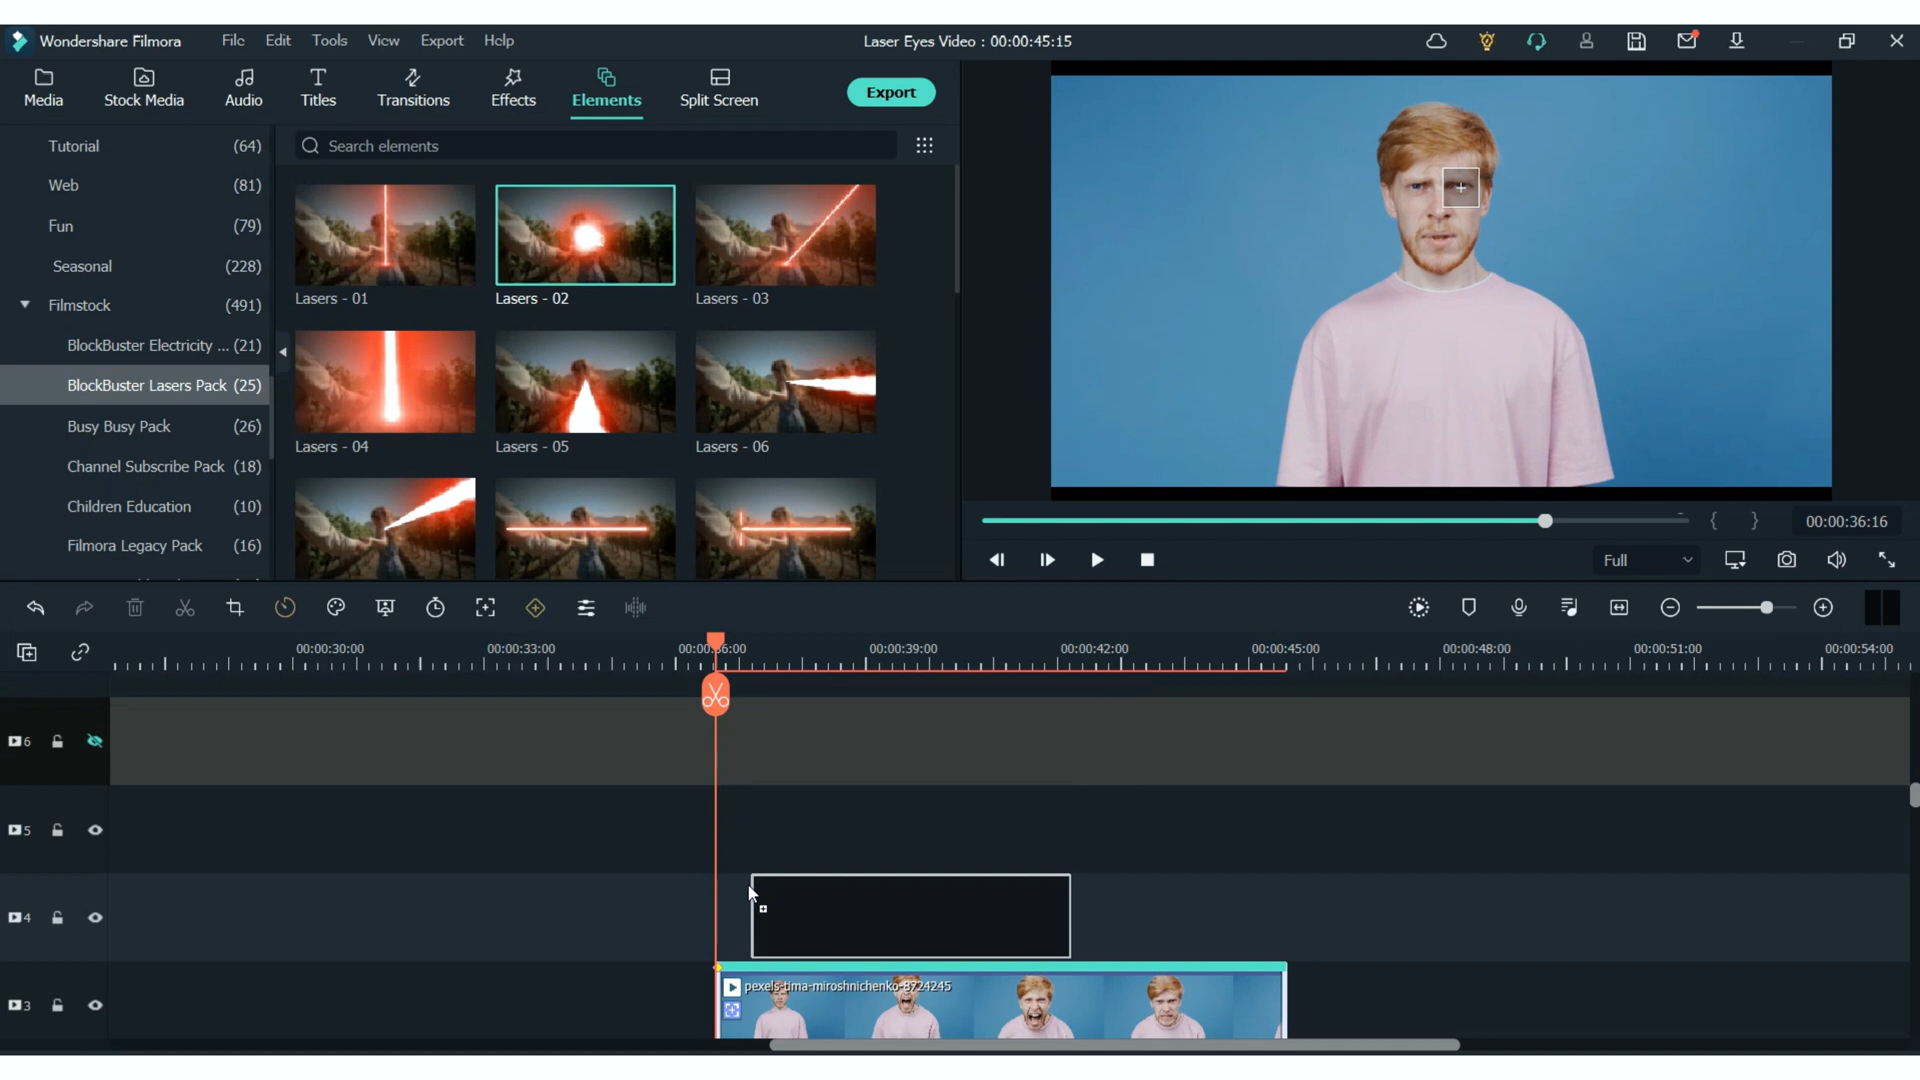 Wondershare Filmora File Edit Tools View Export Help Laser Eyes Video : 00:00:45:15
Media Stock Media Audio Titles Transitions Effects Elements Split Screen Export
Search elements
Tutorial (64)
Web (81)
Fun (79)
Seasonal (228)
Filmstock (491)
BlockBuster Electricity ... (21)
BlockBuster Lasers Pack (25)
Busy Busy Pack (26)
Channel Subscribe Pack (18)
Children Education (10)
Filmora Legacy Pack (16)
Lasers - 01 Lasers - 02 Lasers - 03
Lasers - 04 Lasers - 05 Lasers - 06
{ } 00:00:36:16
Full
00:00:30:00 00:00:33:00 00:00:36:00 00:00:39:00 00:00:42:00 00:00:45:00 00:00:48:00 00:00:51:00 00:00:54:00
6
5
4
3
pexels-tima-miroshnichenko-8724245